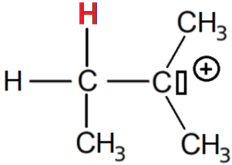 H CH₃
H C C ⊕
CH₃ CH₃